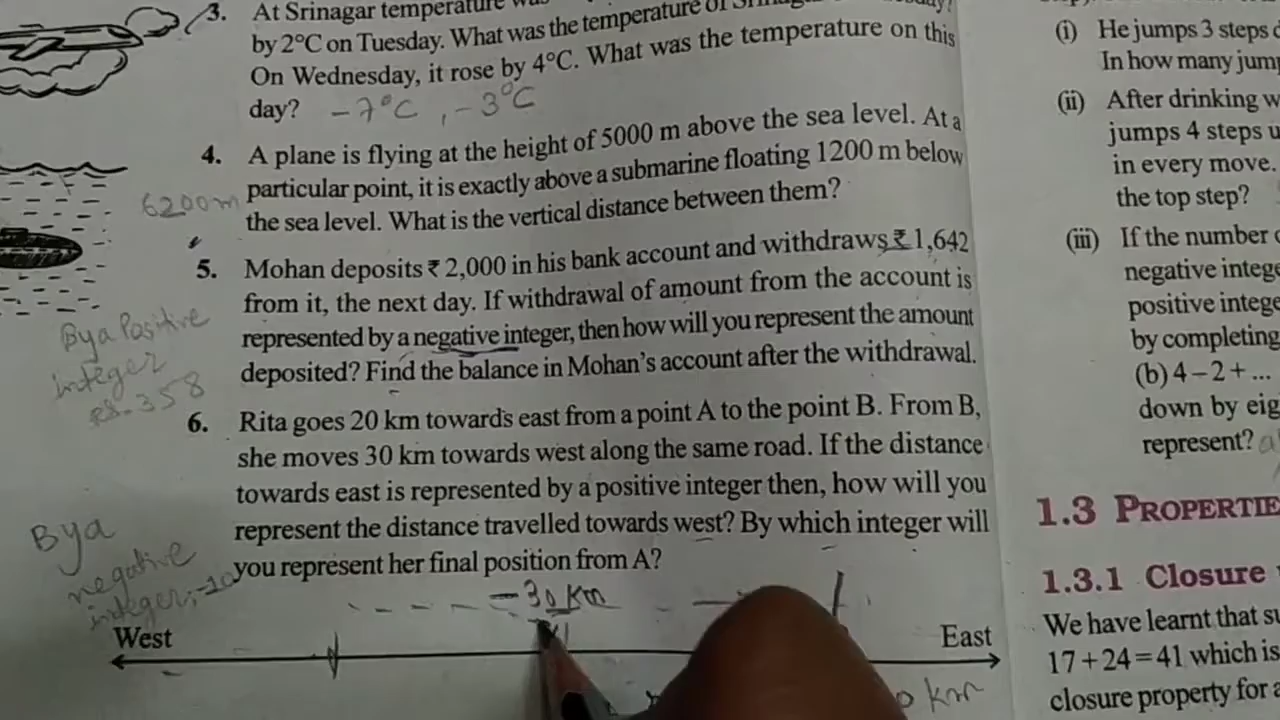 3. At Srinagar temperature
by 2°C on Tuesday. What was the temperature of
On Wednesday, it rose by 4°C. What was the temperature on this
day? -7°C , -3°C
4. A plane is flying at the height of 5000 m above the sea level. At a
particular point, it is exactly above a submarine floating 1200 m below
the sea level. What is the vertical distance between them?
6200m
5. Mohan deposits ₹ 2,000 in his bank account and withdraws ₹ 1,642
from it, the next day. If withdrawal of amount from the account is
represented by a negative integer, then how will you represent the amount
deposited? Find the balance in Mohan's account after the withdrawal.
By a Positive
integer
Rs. 358
6. Rita goes 20 km towards east from a point A to the point B. From B,
she moves 30 km towards west along the same road. If the distance
towards east is represented by a positive integer then, how will you
represent the distance travelled towards west? By which integer will
you represent her final position from A?
By a
negative
integer, -10
-30 km
West East
km
(i) He jumps 3 steps
In how many
(ii) After drinking
jumps 4 steps
in every move.
the top step?
(iii) If the number
negative
positive
by completing
(b) 4 – 2 + ...
down by
represent?
1.3
1.3.1 Closure
We have learnt that
17 + 24 = 41 which is
closure property for